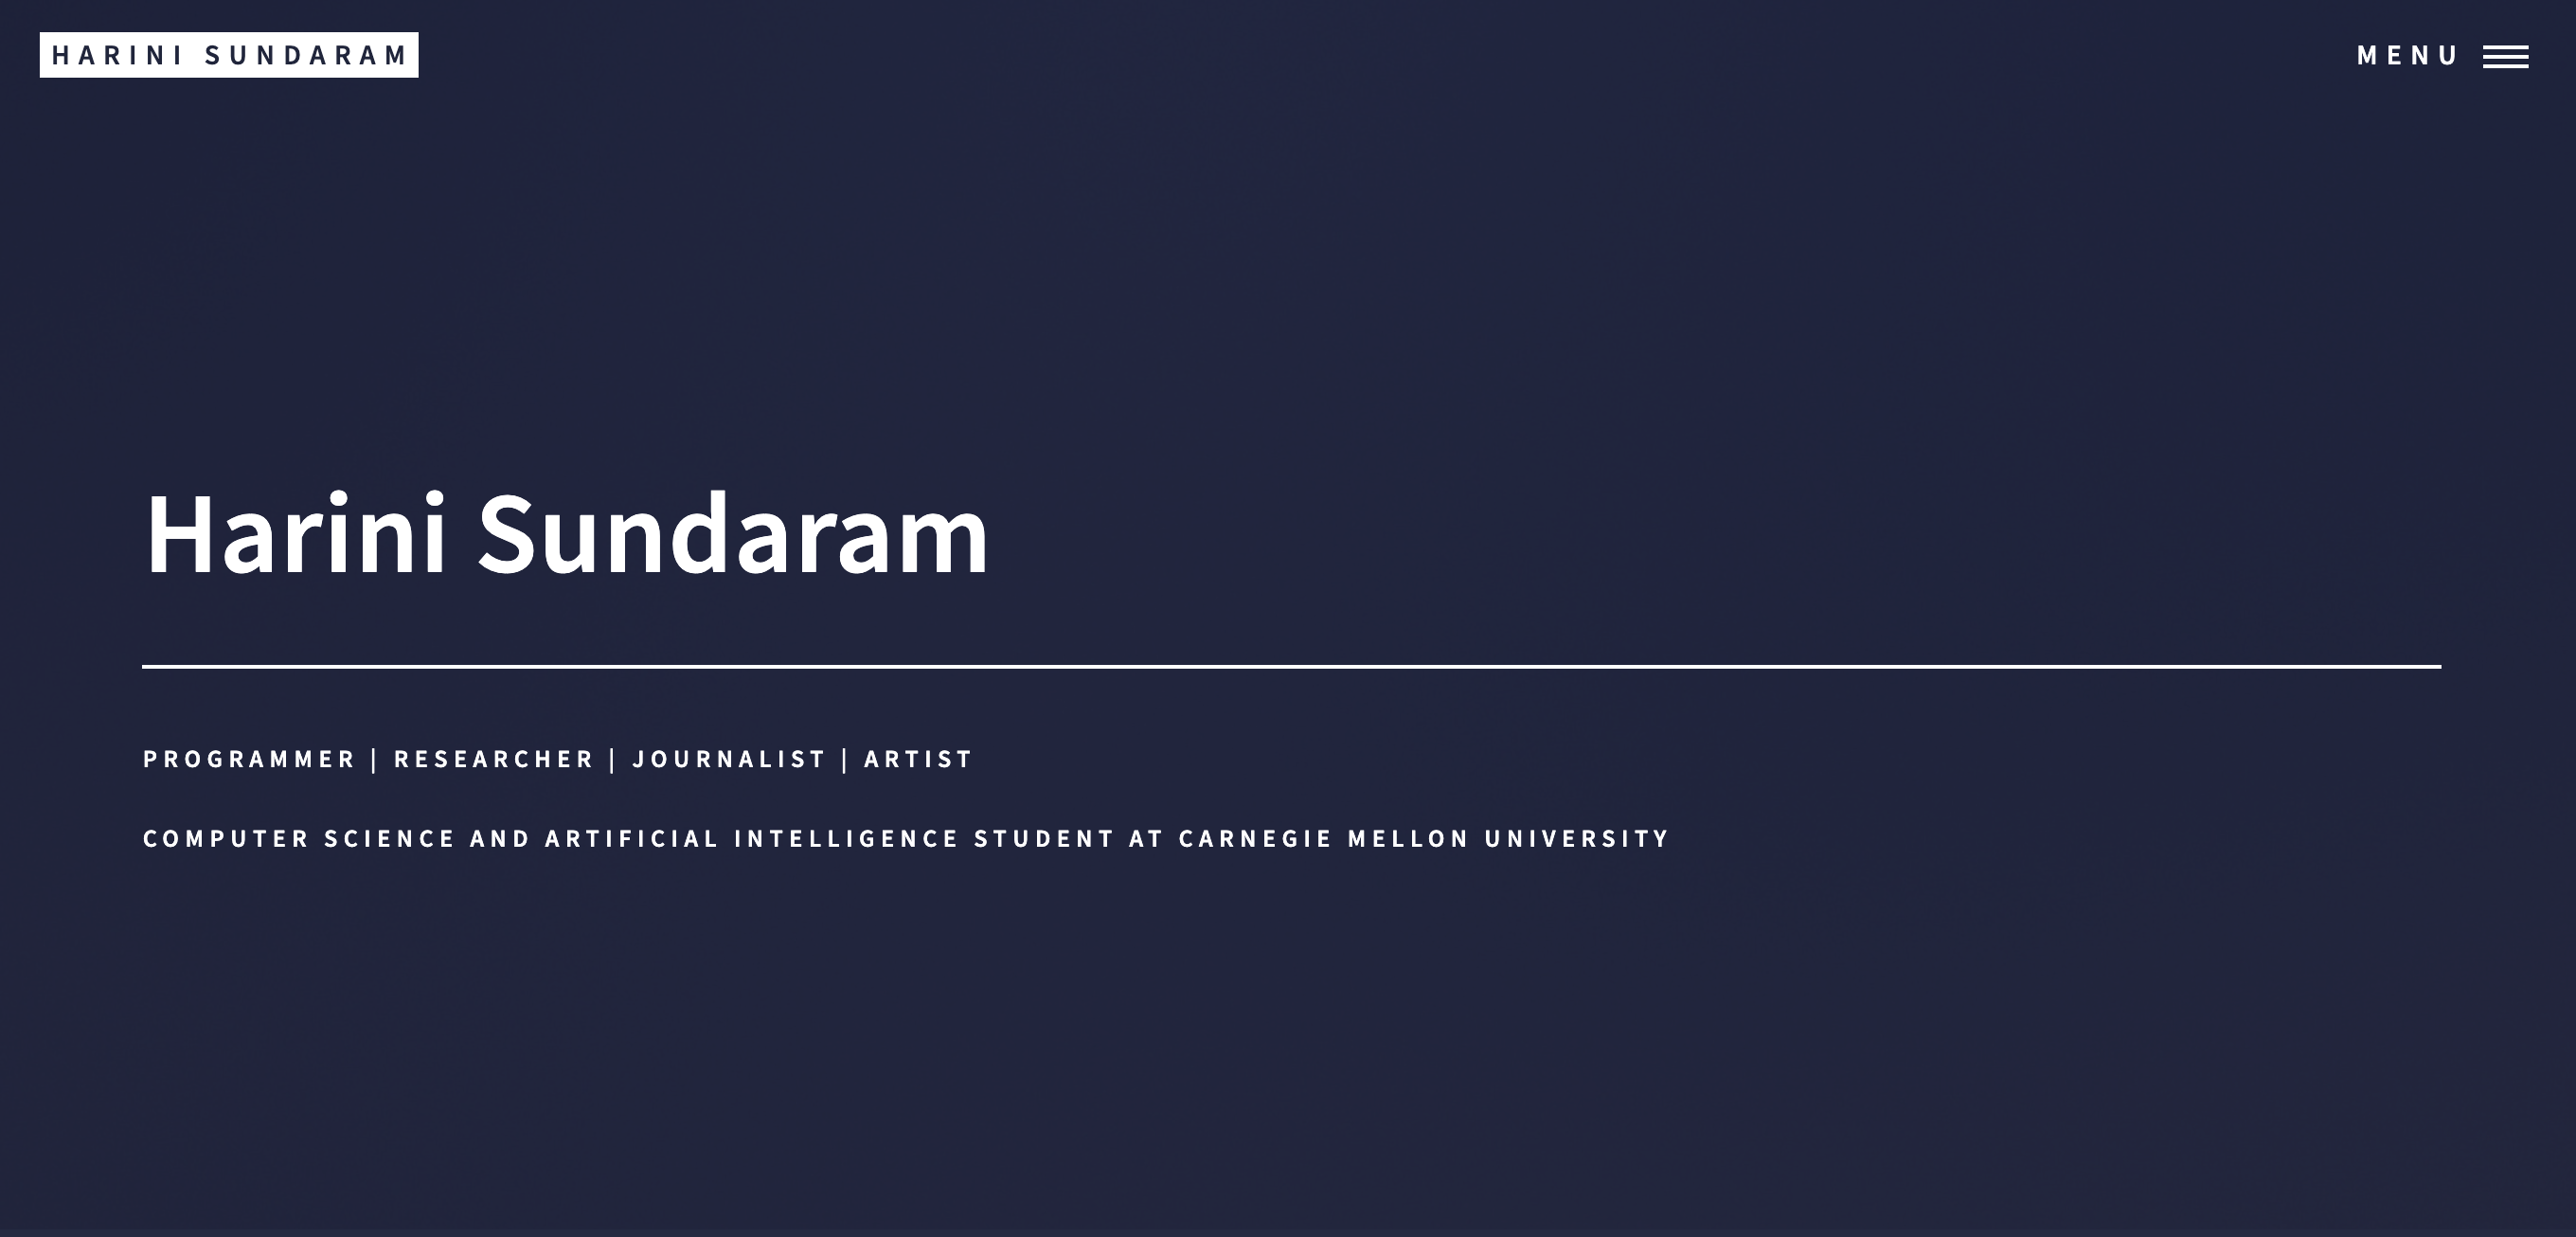 HARINI SUNDARAM
MENU
Harini Sundaram
PROGRAMMER | RESEARCHER | JOURNALIST | ARTIST
COMPUTER SCIENCE AND ARTIFICIAL INTELLIGENCE STUDENT AT CARNEGIE MELLON UNIVERSITY